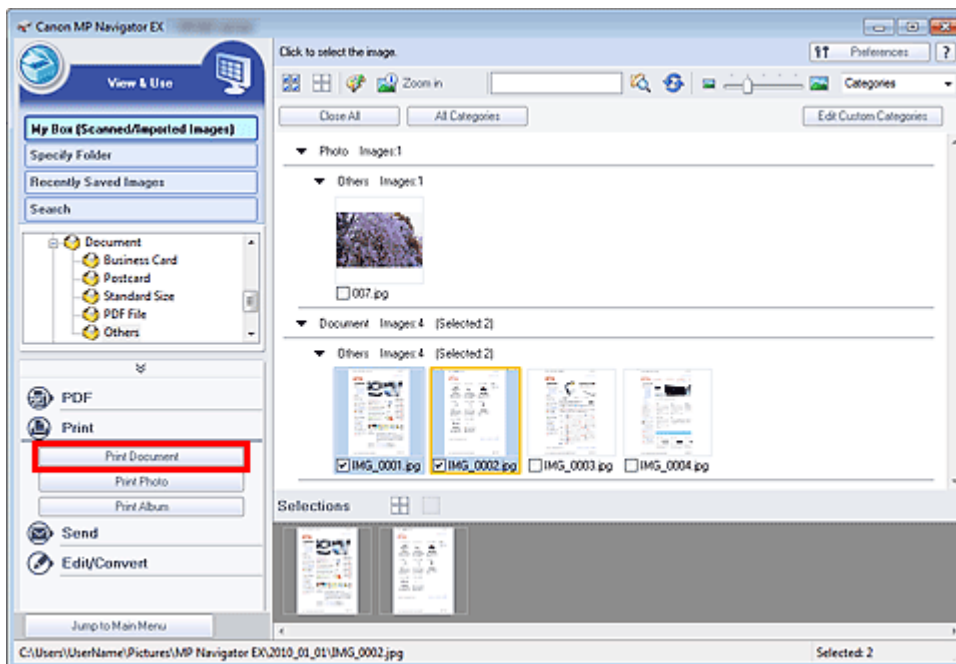 Canon MP Navigator EX
View & Use
My Box (Scanned/Imported Images)
Specify Folder
Recently Saved Images
Search
Document
Business Card
Postcard
Standard Size
PDF File
Others
PDF
Print
Print Document
Print Photo
Print Album
Send
Edit/Convert
Jump to Main Menu
Click to select the image.
Preferences ?
Zoom in
Categories
Close All All Categories Edit Custom Categories
Photo Images:1
Others Images:1
007.jpg
Document Images:4 (Selected:2)
Others Images:4 (Selected:2)
IMG_0001.jpg IMG_0002.jpg IMG_0003.jpg IMG_0004.jpg
Selections
C:\Users\UserName\Pictures\MP Navigator EX\2010_01_01\IMG_0002.jpg Selected: 2